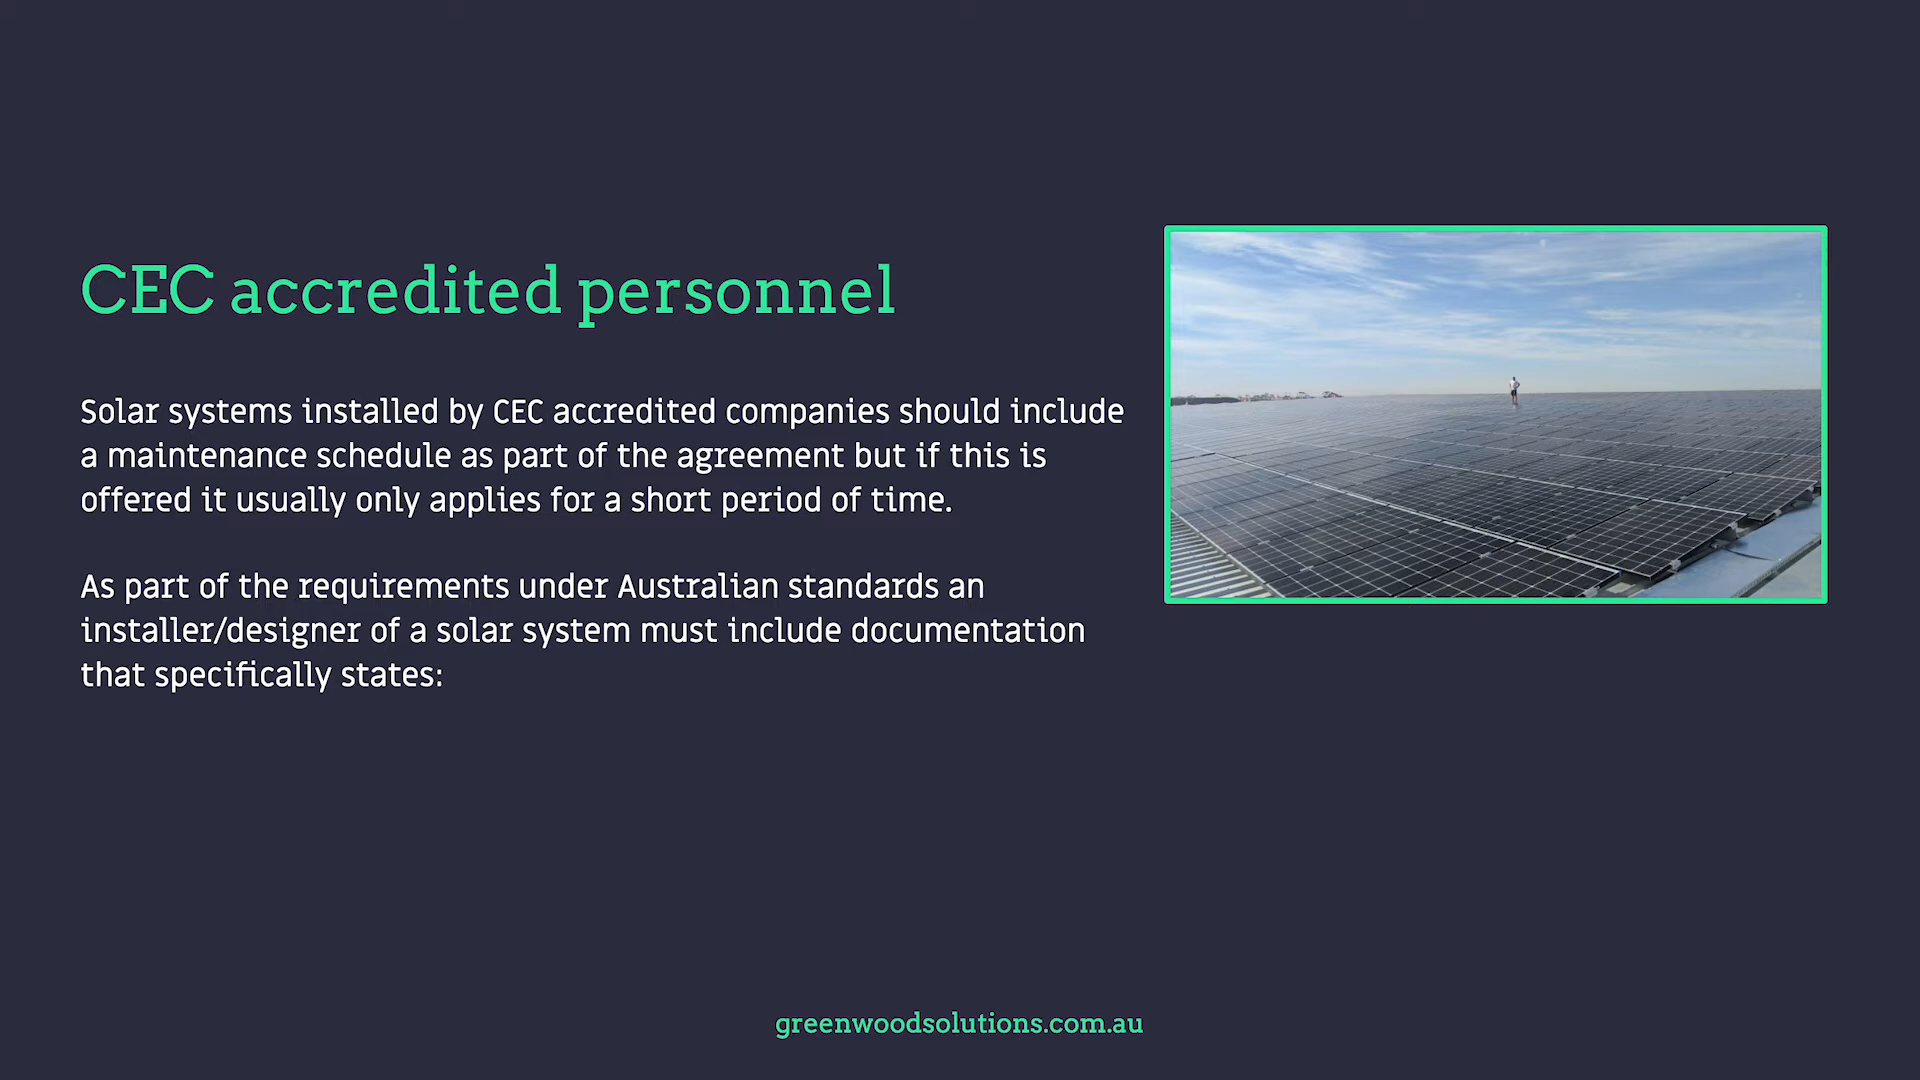 CEC accredited personnel
Solar systems installed by CEC accredited companies should include
a maintenance schedule as part of the agreement but if this is
offered it usually only applies for a short period of time.
As part of the requirements under Australian standards an
installer/designer of a solar system must include documentation
that specifically states:
greenwoodsolutions.com.au